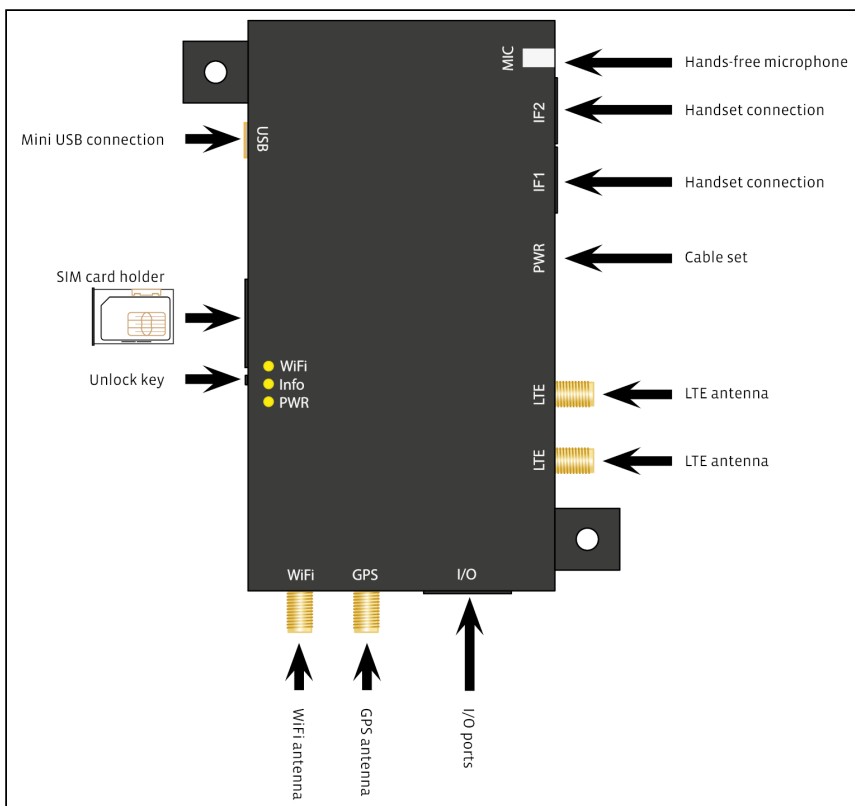 MIC
Hands-free microphone
IF2
Handset connection
Mini USB connection
USB
IF1
Handset connection
PWR
Cable set
SIM card holder
WiFi
Info
PWR
Unlock key
LTE
LTE antenna
LTE
LTE antenna
WiFi
GPS
I/O
WiFi antenna
GPS antenna
I/O ports